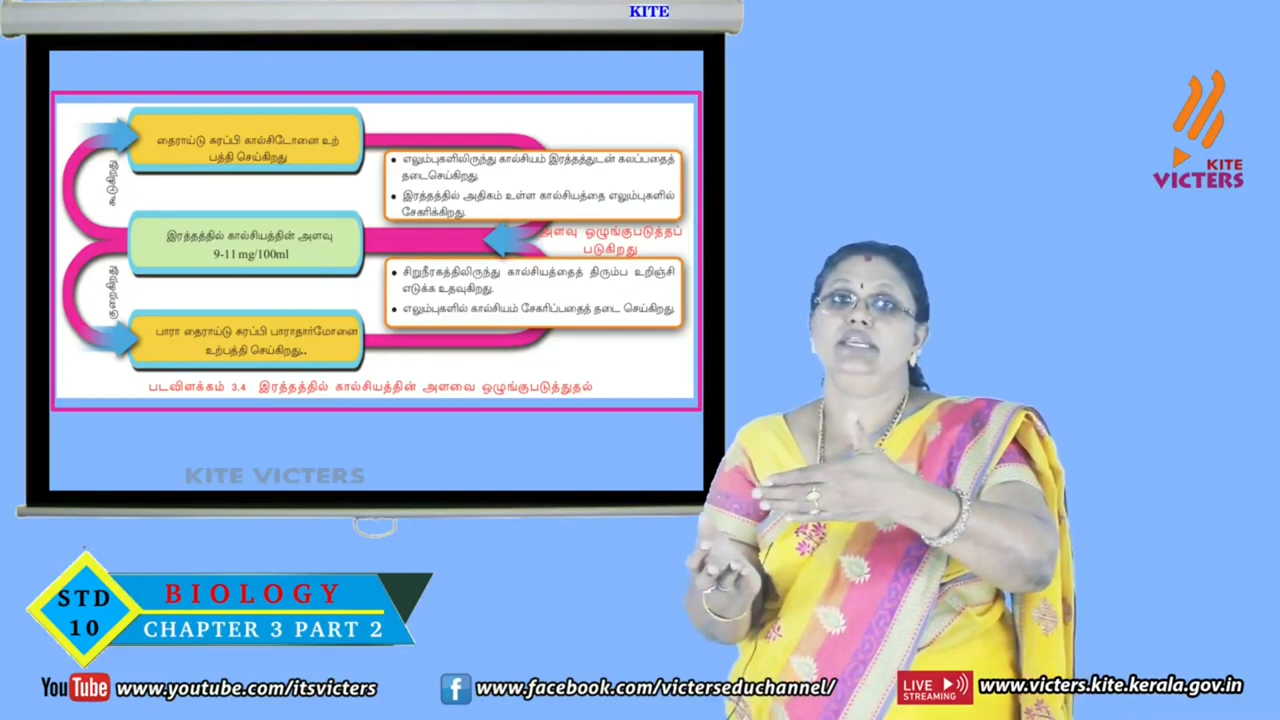 KITE
தைராய்டு சுரப்பி கால்சிடோனை உற்
பத்தி செய்கிறது
கூடுகிறது
எலும்புகளிலிருந்து கால்சியம் இரத்தத்துடன் கலப்பதைத்
தடைசெய்கிறது.
இரத்தத்தில் அதிகம் உள்ள கால்சியத்தை எலும்புகளில்
சேகரிக்கிறது.
இரத்தத்தில் கால்சியத்தின் அளவு
9-11 mg/100ml
அளவு ஒழுங்குபடுத்தப்
படுகிறது
குறைகிறது
சிறுநீரகத்திலிருந்து கால்சியத்தைத் திரும்ப உறிஞ்சி
எடுக்க உதவுகிறது.
எலும்புகளில் கால்சியம் சேகரிப்பதைத் தடை செய்கிறது.
பாரா தைராய்டு சுரப்பி பாராதார்மோனை
உற்பத்தி செய்கிறது..
படவிளக்கம் 3.4 இரத்தத்தில் கால்சியத்தின் அளவை ஒழுங்குபடுத்துதல்
KITE VICTERS
KITE
VICTERS
STD
10
BIOLOGY
CHAPTER 3 PART 2
YouTube www.youtube.com/itsvicters
f www.facebook.com/victerseduchannel/
LIVE
STREAMING
www.victers.kite.kerala.gov.in